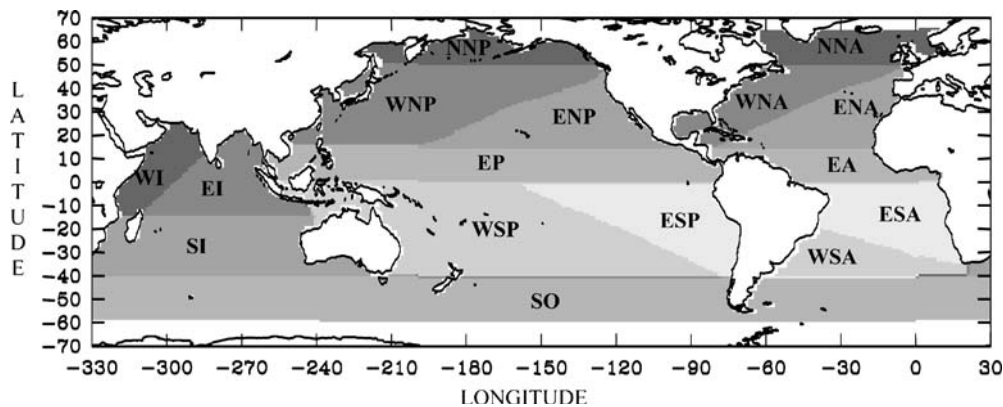 LATITUDE
70
60
50
40
30
20
10
0
-10
-20
-30
-40
-50
-60
-70
NNP
NNA
WNP
ENP
WNA
ENA
WI
EI
EP
EA
SI
WSP
ESP
ESA
WSA
SO
-330 -300 -270 -240 -210 -180 -150 -120 -90 -60 -30 0 30
LONGITUDE